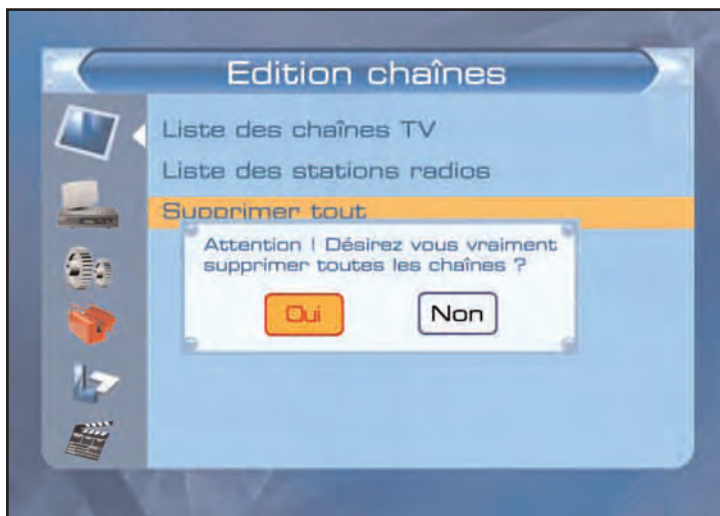 Edition chaînes
Liste des chaînes TV
Liste des stations radios
Supprimer tout
Attention ! Désirez vous vraiment
supprimer toutes les chaînes ?
Oui Non